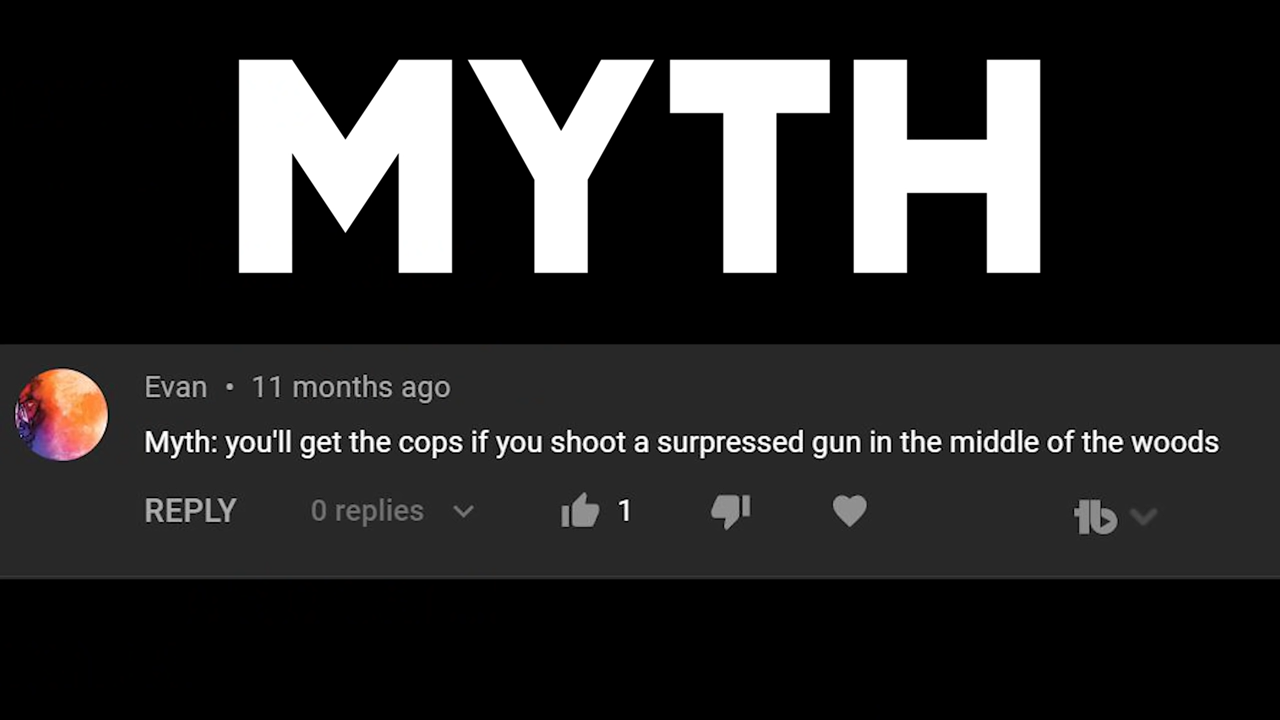 MYTH
Evan • 11 months ago
Myth: you'll get the cops if you shoot a surpressed gun in the middle of the woods
REPLY 0 replies 1
tb